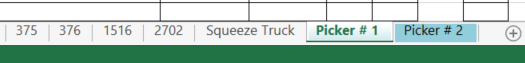 375 376 1516 2702 Squeeze Truck Picker # 1 Picker # 2